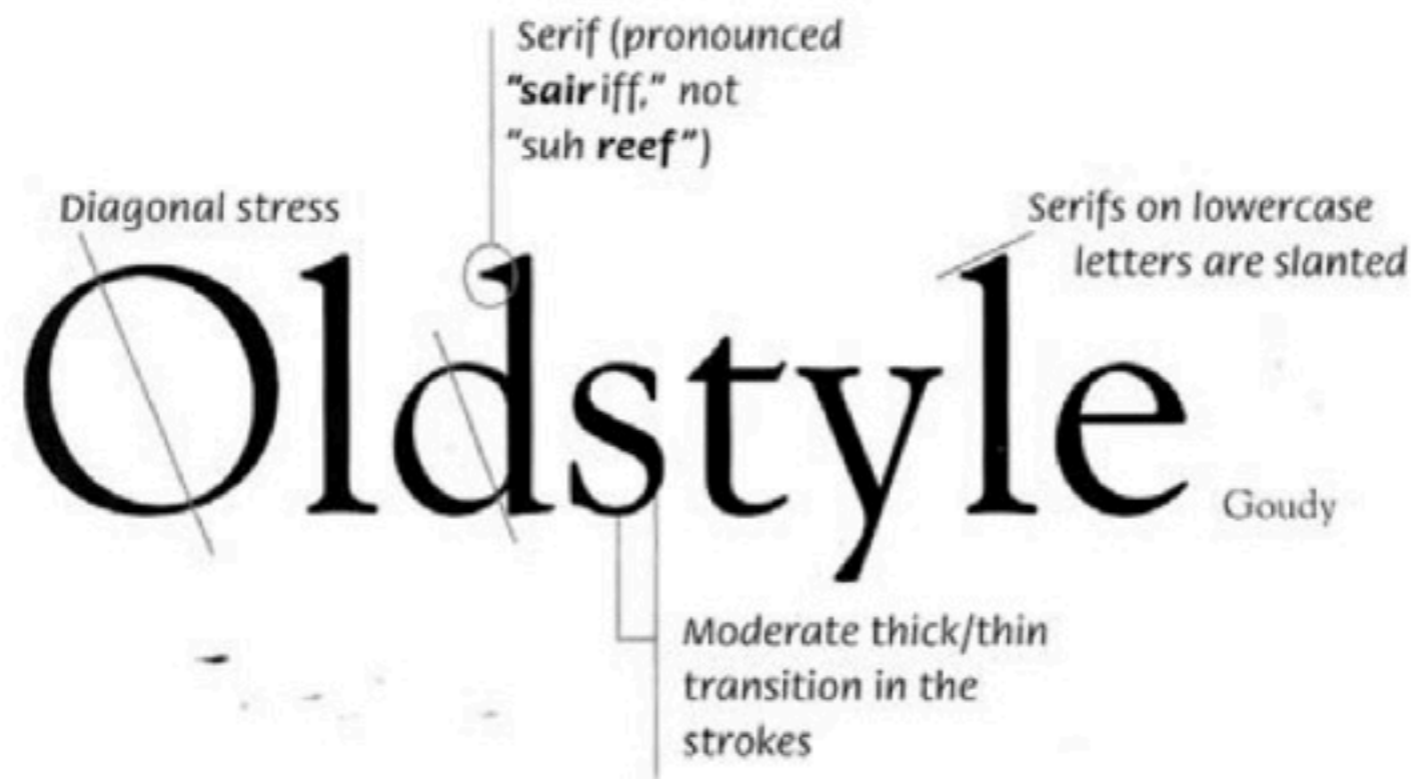 Serif (pronounced
“sairiff,” not
“suh reef”)
Diagonal stress
Serifs on lowercase
letters are slanted
Oldstyle
Goudy
Moderate thick/thin
transition in the
strokes